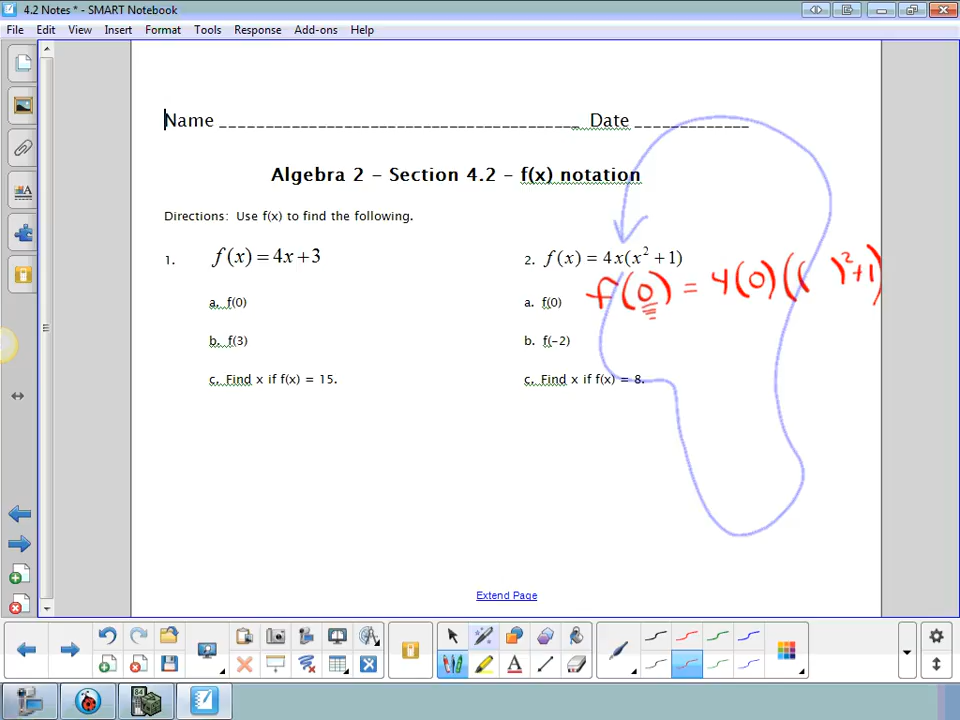 4.2 Notes * - SMART Notebook
File Edit View Insert Format Tools Response Add-ons Help
Name ______________________________________ Date ____________
Algebra 2 – Section 4.2 – f(x) notation
Directions: Use f(x) to find the following.
1. f(x) = 4x + 3
a. f(0)
b. f(3)
c. Find x if f(x) = 15.
2. f(x) = 4x(x² + 1)
f(0) = 4(0)(( )² + 1)
a. f(0)
b. f(-2)
c. Find x if f(x) = 8.
Extend Page